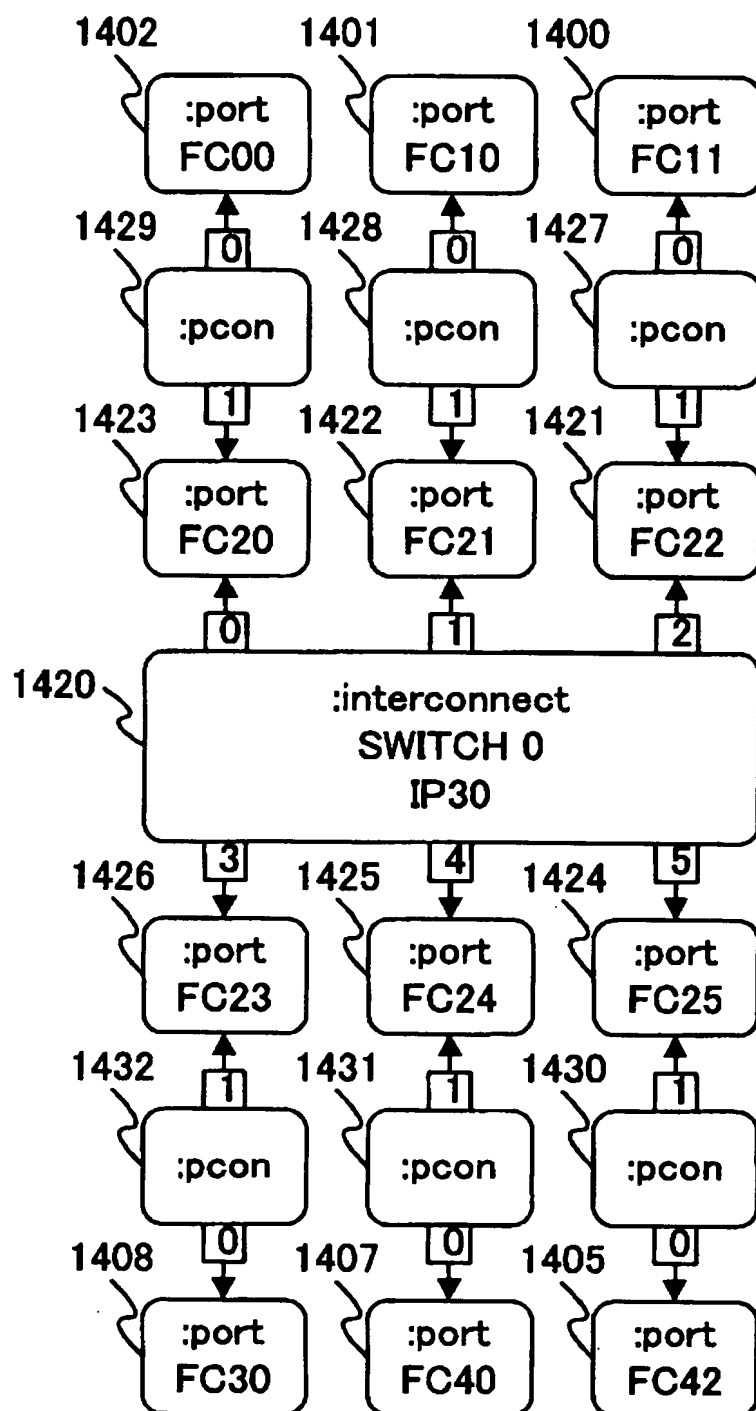 1402 1401 1400
:port :port :port
FC00 FC10 FC11
1429 0 1428 0 1427 0
:pcon :pcon :pcon
1423 1 1422 1 1421 1
:port :port :port
FC20 FC21 FC22
0 1 2
1420 :interconnect
SWITCH 0
IP30
3 4 5
1426 1425 1424
:port :port :port
FC23 FC24 FC25
1432 1 1431 1 1430 1
:pcon :pcon :pcon
1408 0 1407 0 1405 0
:port :port :port
FC30 FC40 FC42